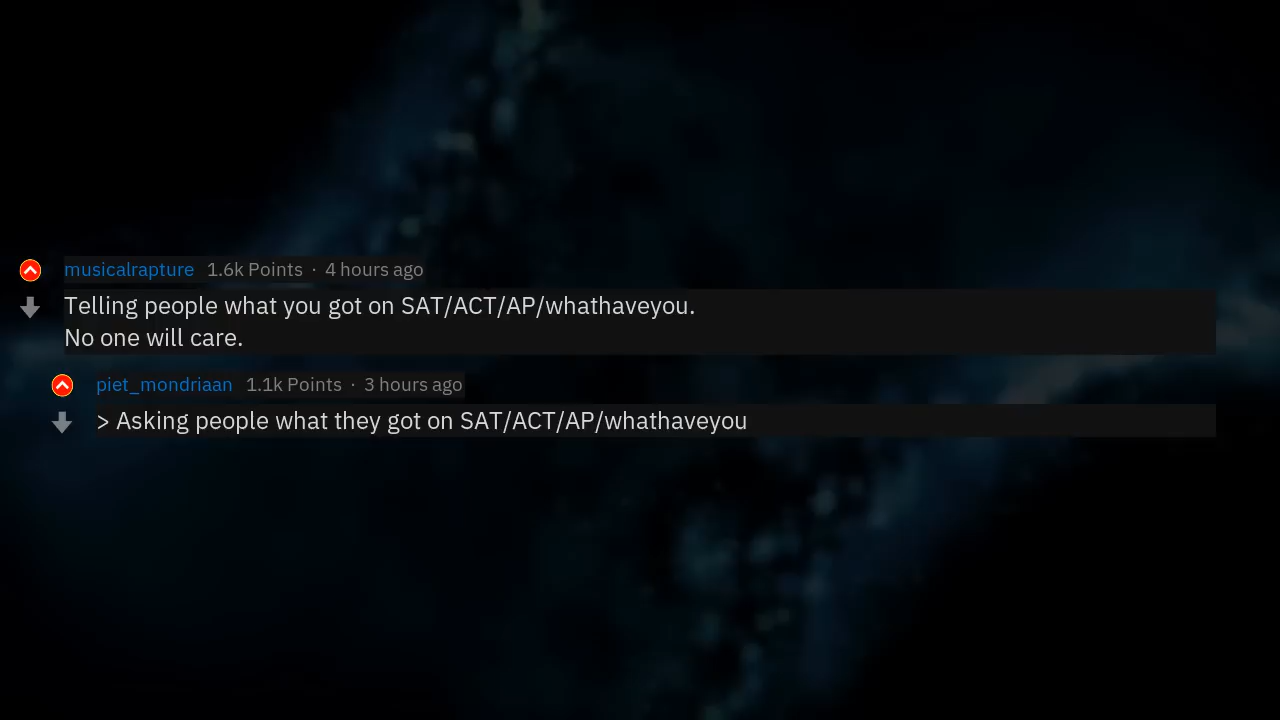 musicalrapture 1.6k Points · 4 hours ago
Telling people what you got on SAT/ACT/AP/whathaveyou.
No one will care.
piet_mondriaan 1.1k Points · 3 hours ago
> Asking people what they got on SAT/ACT/AP/whathaveyou